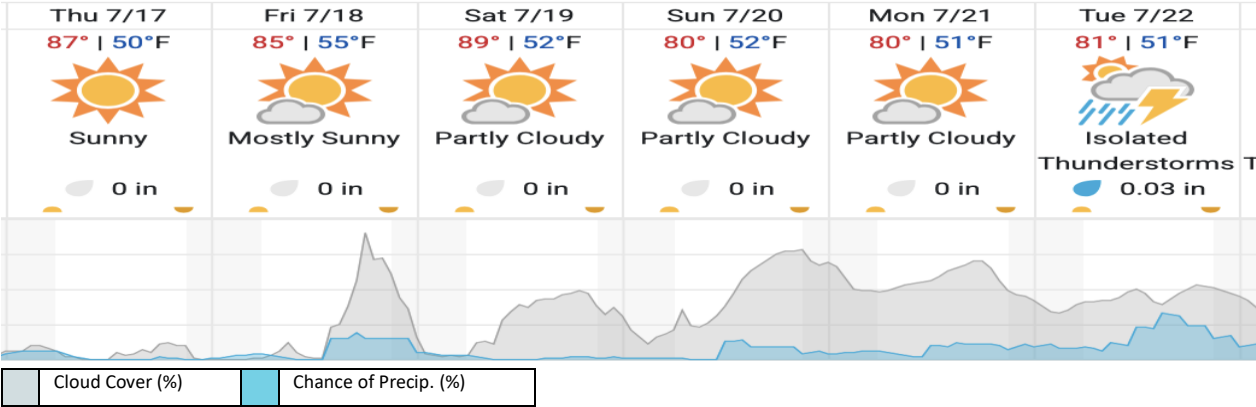 Thu 7/17 Fri 7/18 Sat 7/19 Sun 7/20 Mon 7/21 Tue 7/22
87° | 50°F 85° | 55°F 89° | 52°F 80° | 52°F 80° | 51°F 81° | 51°F
Sunny Mostly Sunny Partly Cloudy Partly Cloudy Partly Cloudy Isolated
Thunderstorms T
0 in 0 in 0 in 0 in 0 in 0.03 in
Cloud Cover (%) Chance of Precip. (%)